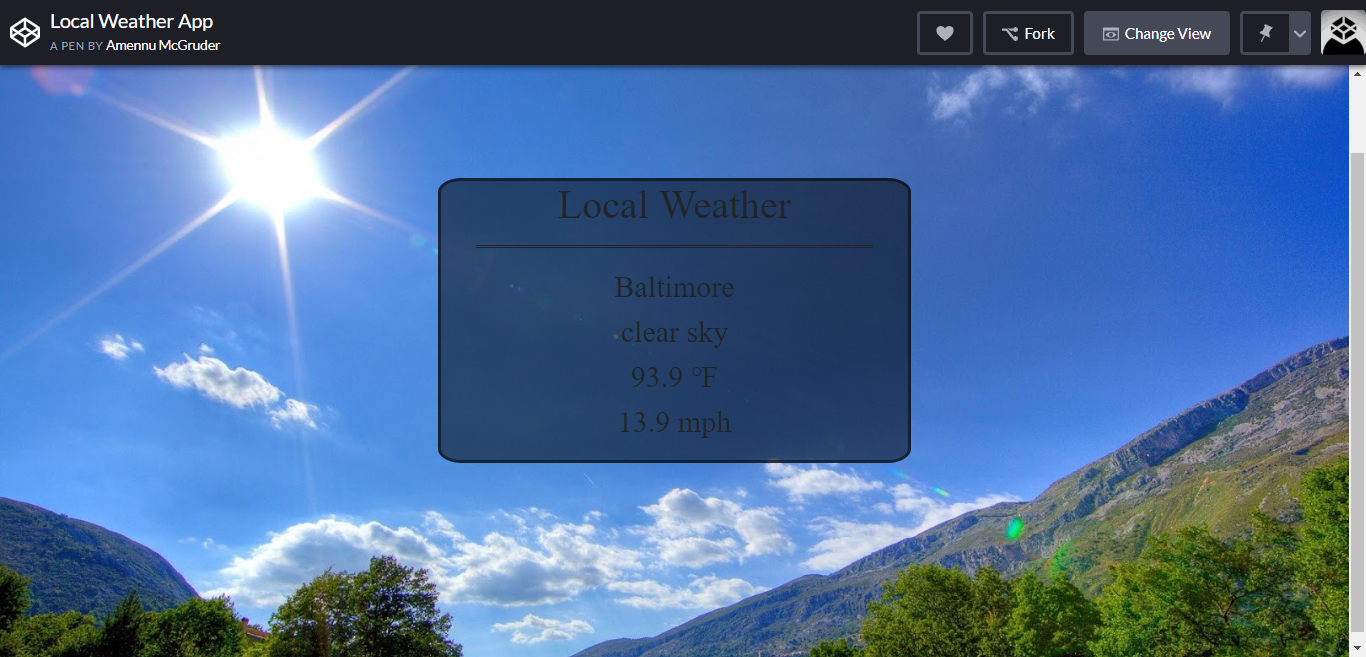 Local Weather App
A PEN BY Amennu McGruder
Fork
Change View
Local Weather
Baltimore
clear sky
93.9 °F
13.9 mph